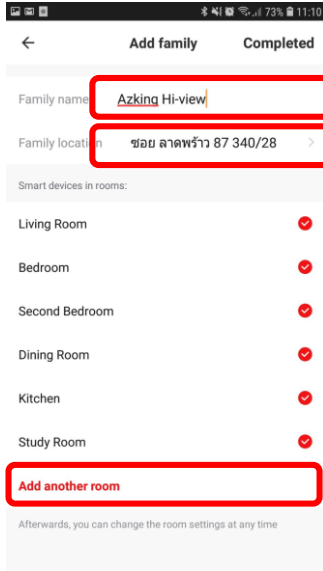 73% 11:10
Add family Completed
Family name Azking Hi-view
Family location ซอย ลาดพร้าว 87 340/28
Smart devices in rooms:
Living Room
Bedroom
Second Bedroom
Dining Room
Kitchen
Study Room
Add another room
Afterwards, you can change the room settings at any time